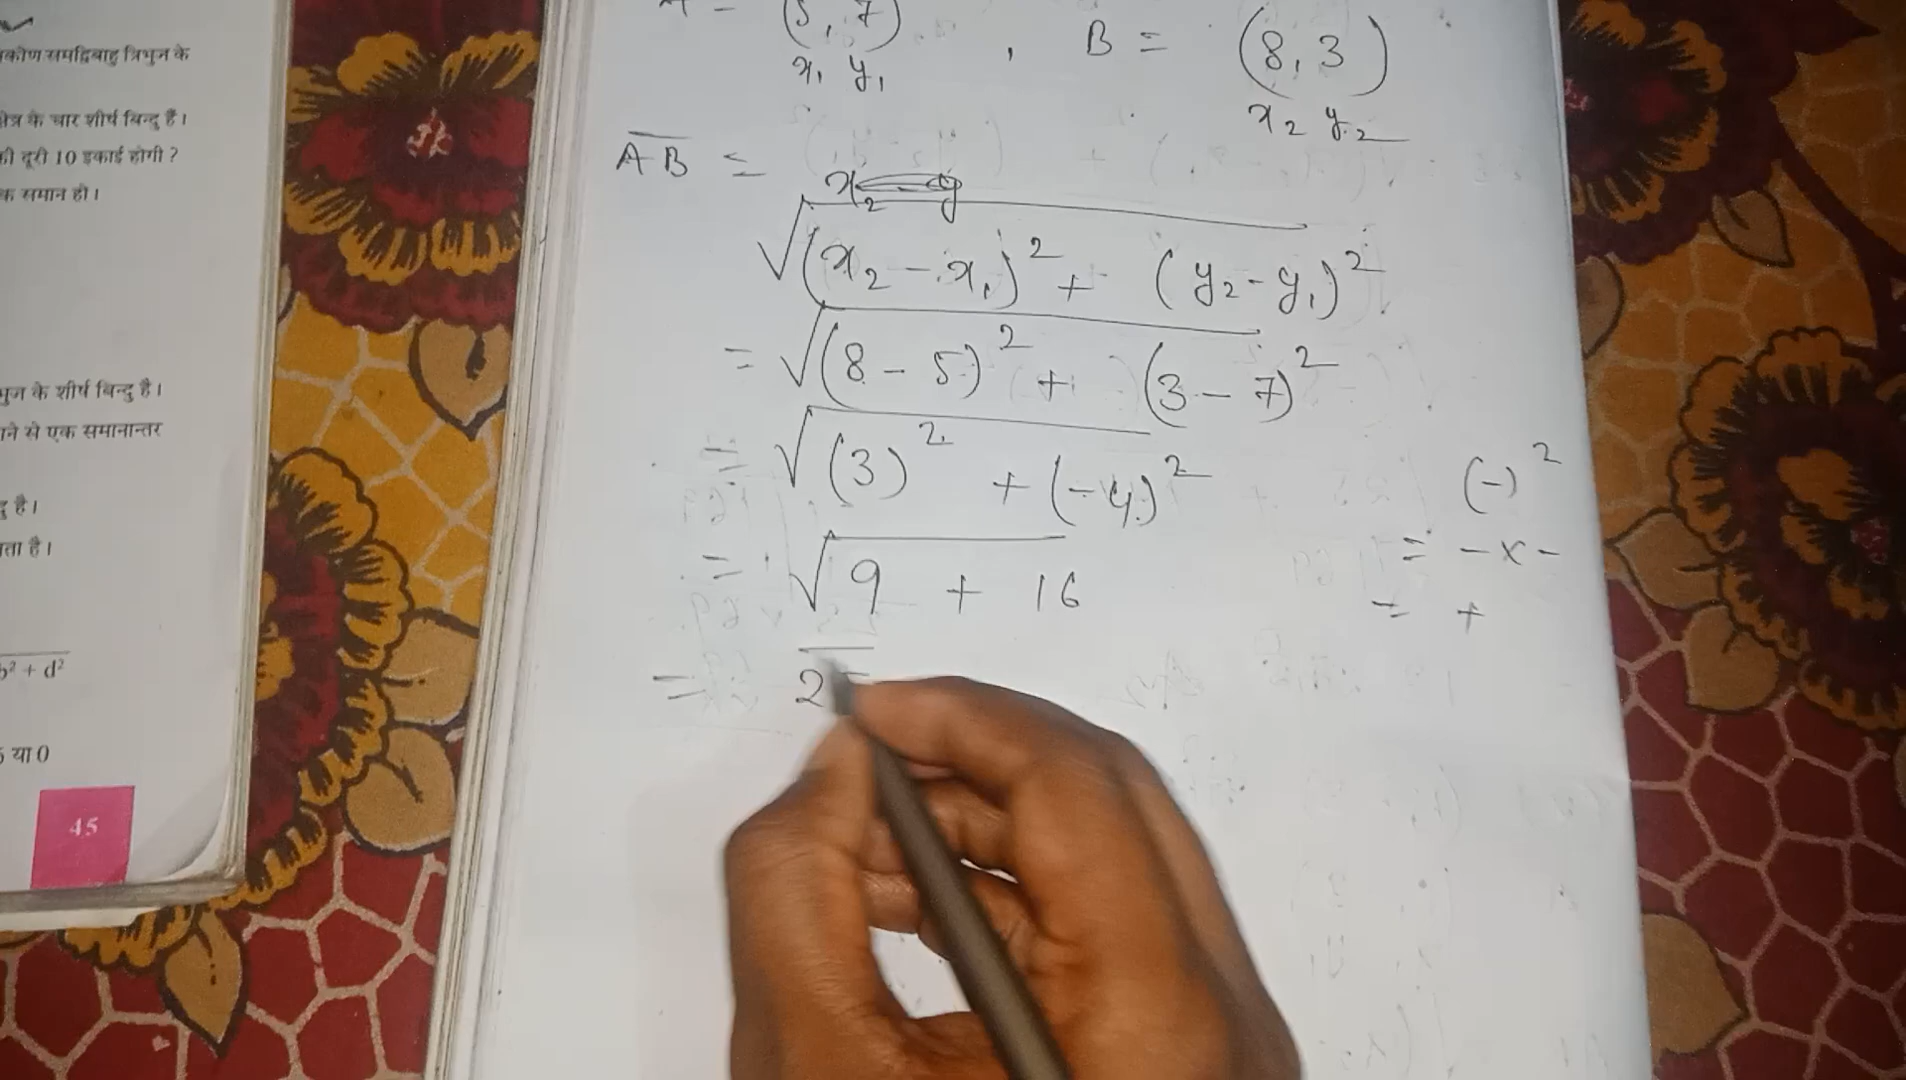 कोण समद्विबाहु त्रिभुज के
क्षेत्र के चार शीर्ष बिन्दु हैं।
की दूरी 10 इकाई होगी ?
क समान हो।
भुज के शीर्ष बिन्दु है।
ाने से एक समानान्तर
है।
ता है।
b² + d²
या 0
45
A = (5, 7) , B = (8, 3)
x₁ y₁ x₂ y₂
AB =
√(x₂ - x₁)² + (y₂ - y₁)²
= √(8 - 5)² + (3 - 7)²
= √(3)² + (-4)²
= √9 + 16
= 25
(-)²
= - x -
= +